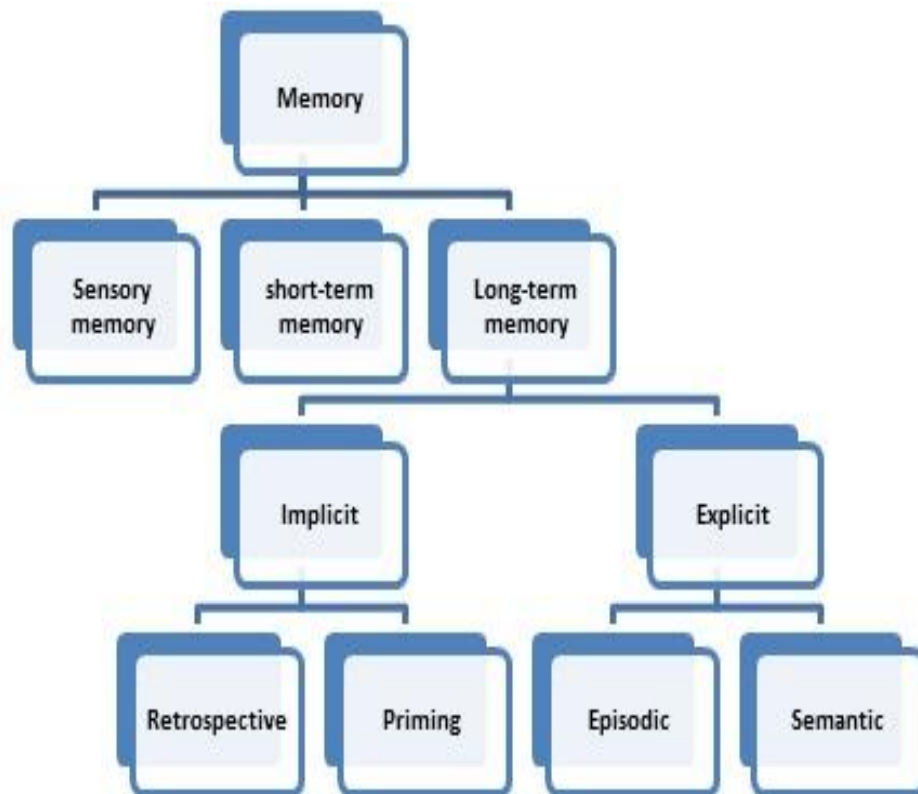 Memory
Sensory
memory
short-term
memory
Long-term
memory
Implicit
Explicit
Retrospective
Priming
Episodic
Semantic